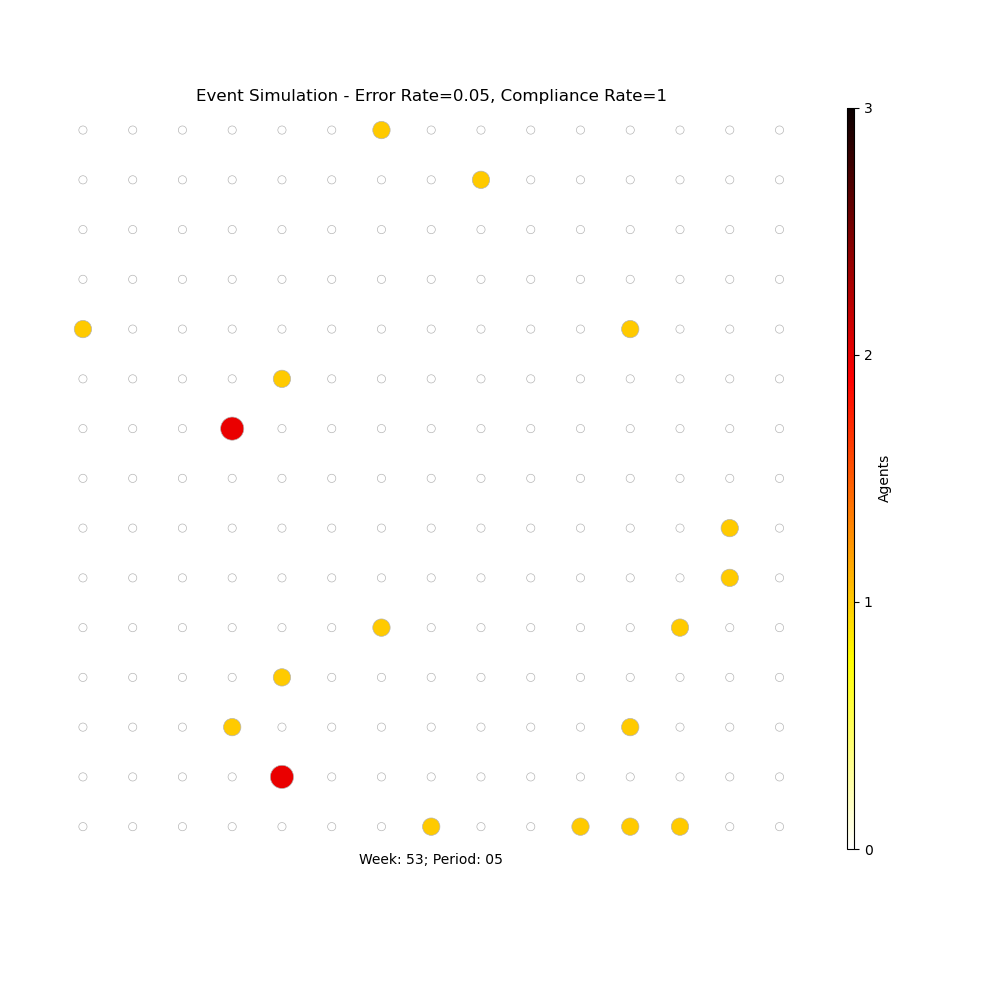 Event Simulation - Error Rate=0.05, Compliance Rate=1
3
2
Agents
1
0
Week: 53; Period: 05